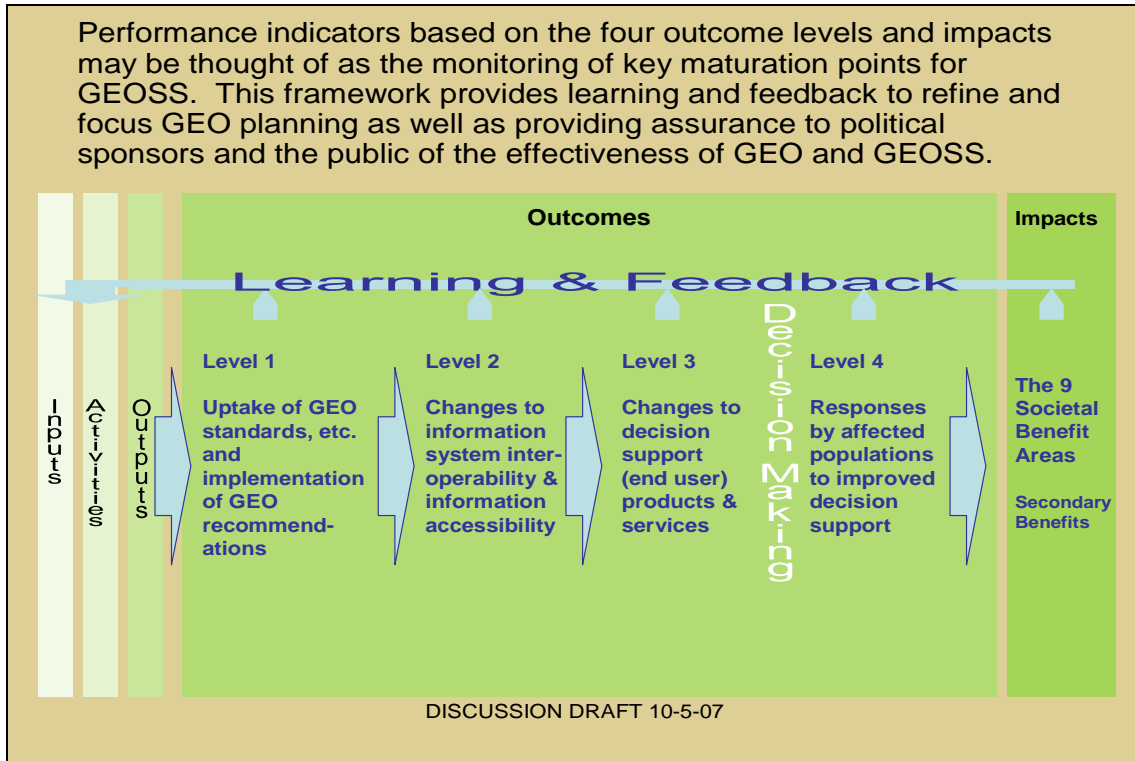 Performance indicators based on the four outcome levels and impacts
may be thought of as the monitoring of key maturation points for
GEOSS.  This framework provides learning and feedback to refine and
focus GEO planning as well as providing assurance to political
sponsors and the public of the effectiveness of GEO and GEOSS.
Outcomes
Impacts
Learning & Feedback
Inputs
Activities
Outputs
Level 1
Uptake of GEO
standards, etc.
and
implementation
of GEO
recommend-
ations
Level 2
Changes to
information
system inter-
operability &
information
accessibility
Level 3
Changes to
decision
support
(end user)
products &
services
Decision Making
Level 4
Responses
by affected
populations
to improved
decision
support
The 9
Societal
Benefit
Areas
Secondary
Benefits
DISCUSSION DRAFT 10-5-07